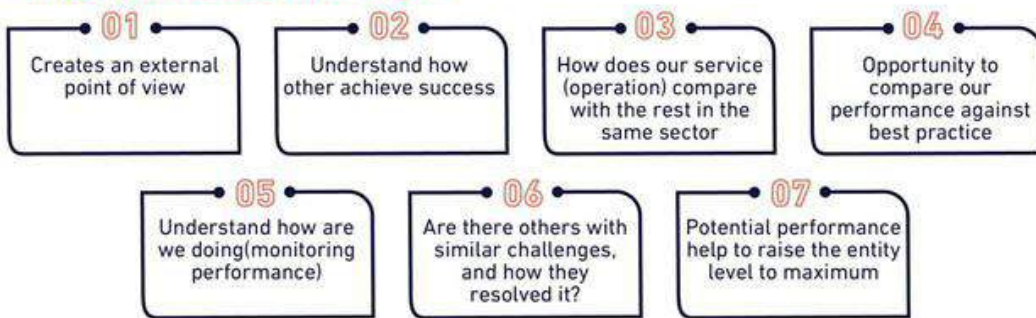 01
Creates an external
point of view
02
Understand how
other achieve success
03
How does our service
(operation) compare
with the rest in the
same sector
04
Opportunity to
compare our
performance against
best practice
05
Understand how are
we doing(monitoring
performance)
06
Are there others with
similar challenges,
and how they
resolved it?
07
Potential performance
help to raise the entity
level to maximum